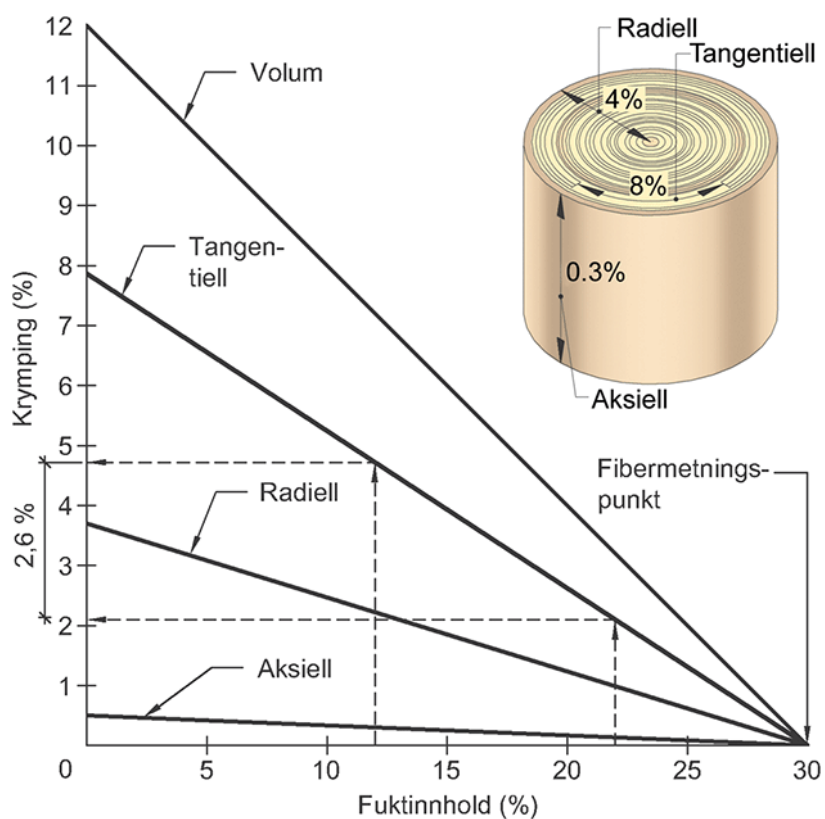 12
11
10
9
8
7
6
5
4
3
2
1
0
Krymping (%)
2,6 %
Volum
Tangen-
tiell
Radiell
Aksiell
Radiell
Tangentiell
4%
8%
0.3%
Aksiell
Fibermetnings-
punkt
5
10
15
20
25
30
Fuktinnhold (%)